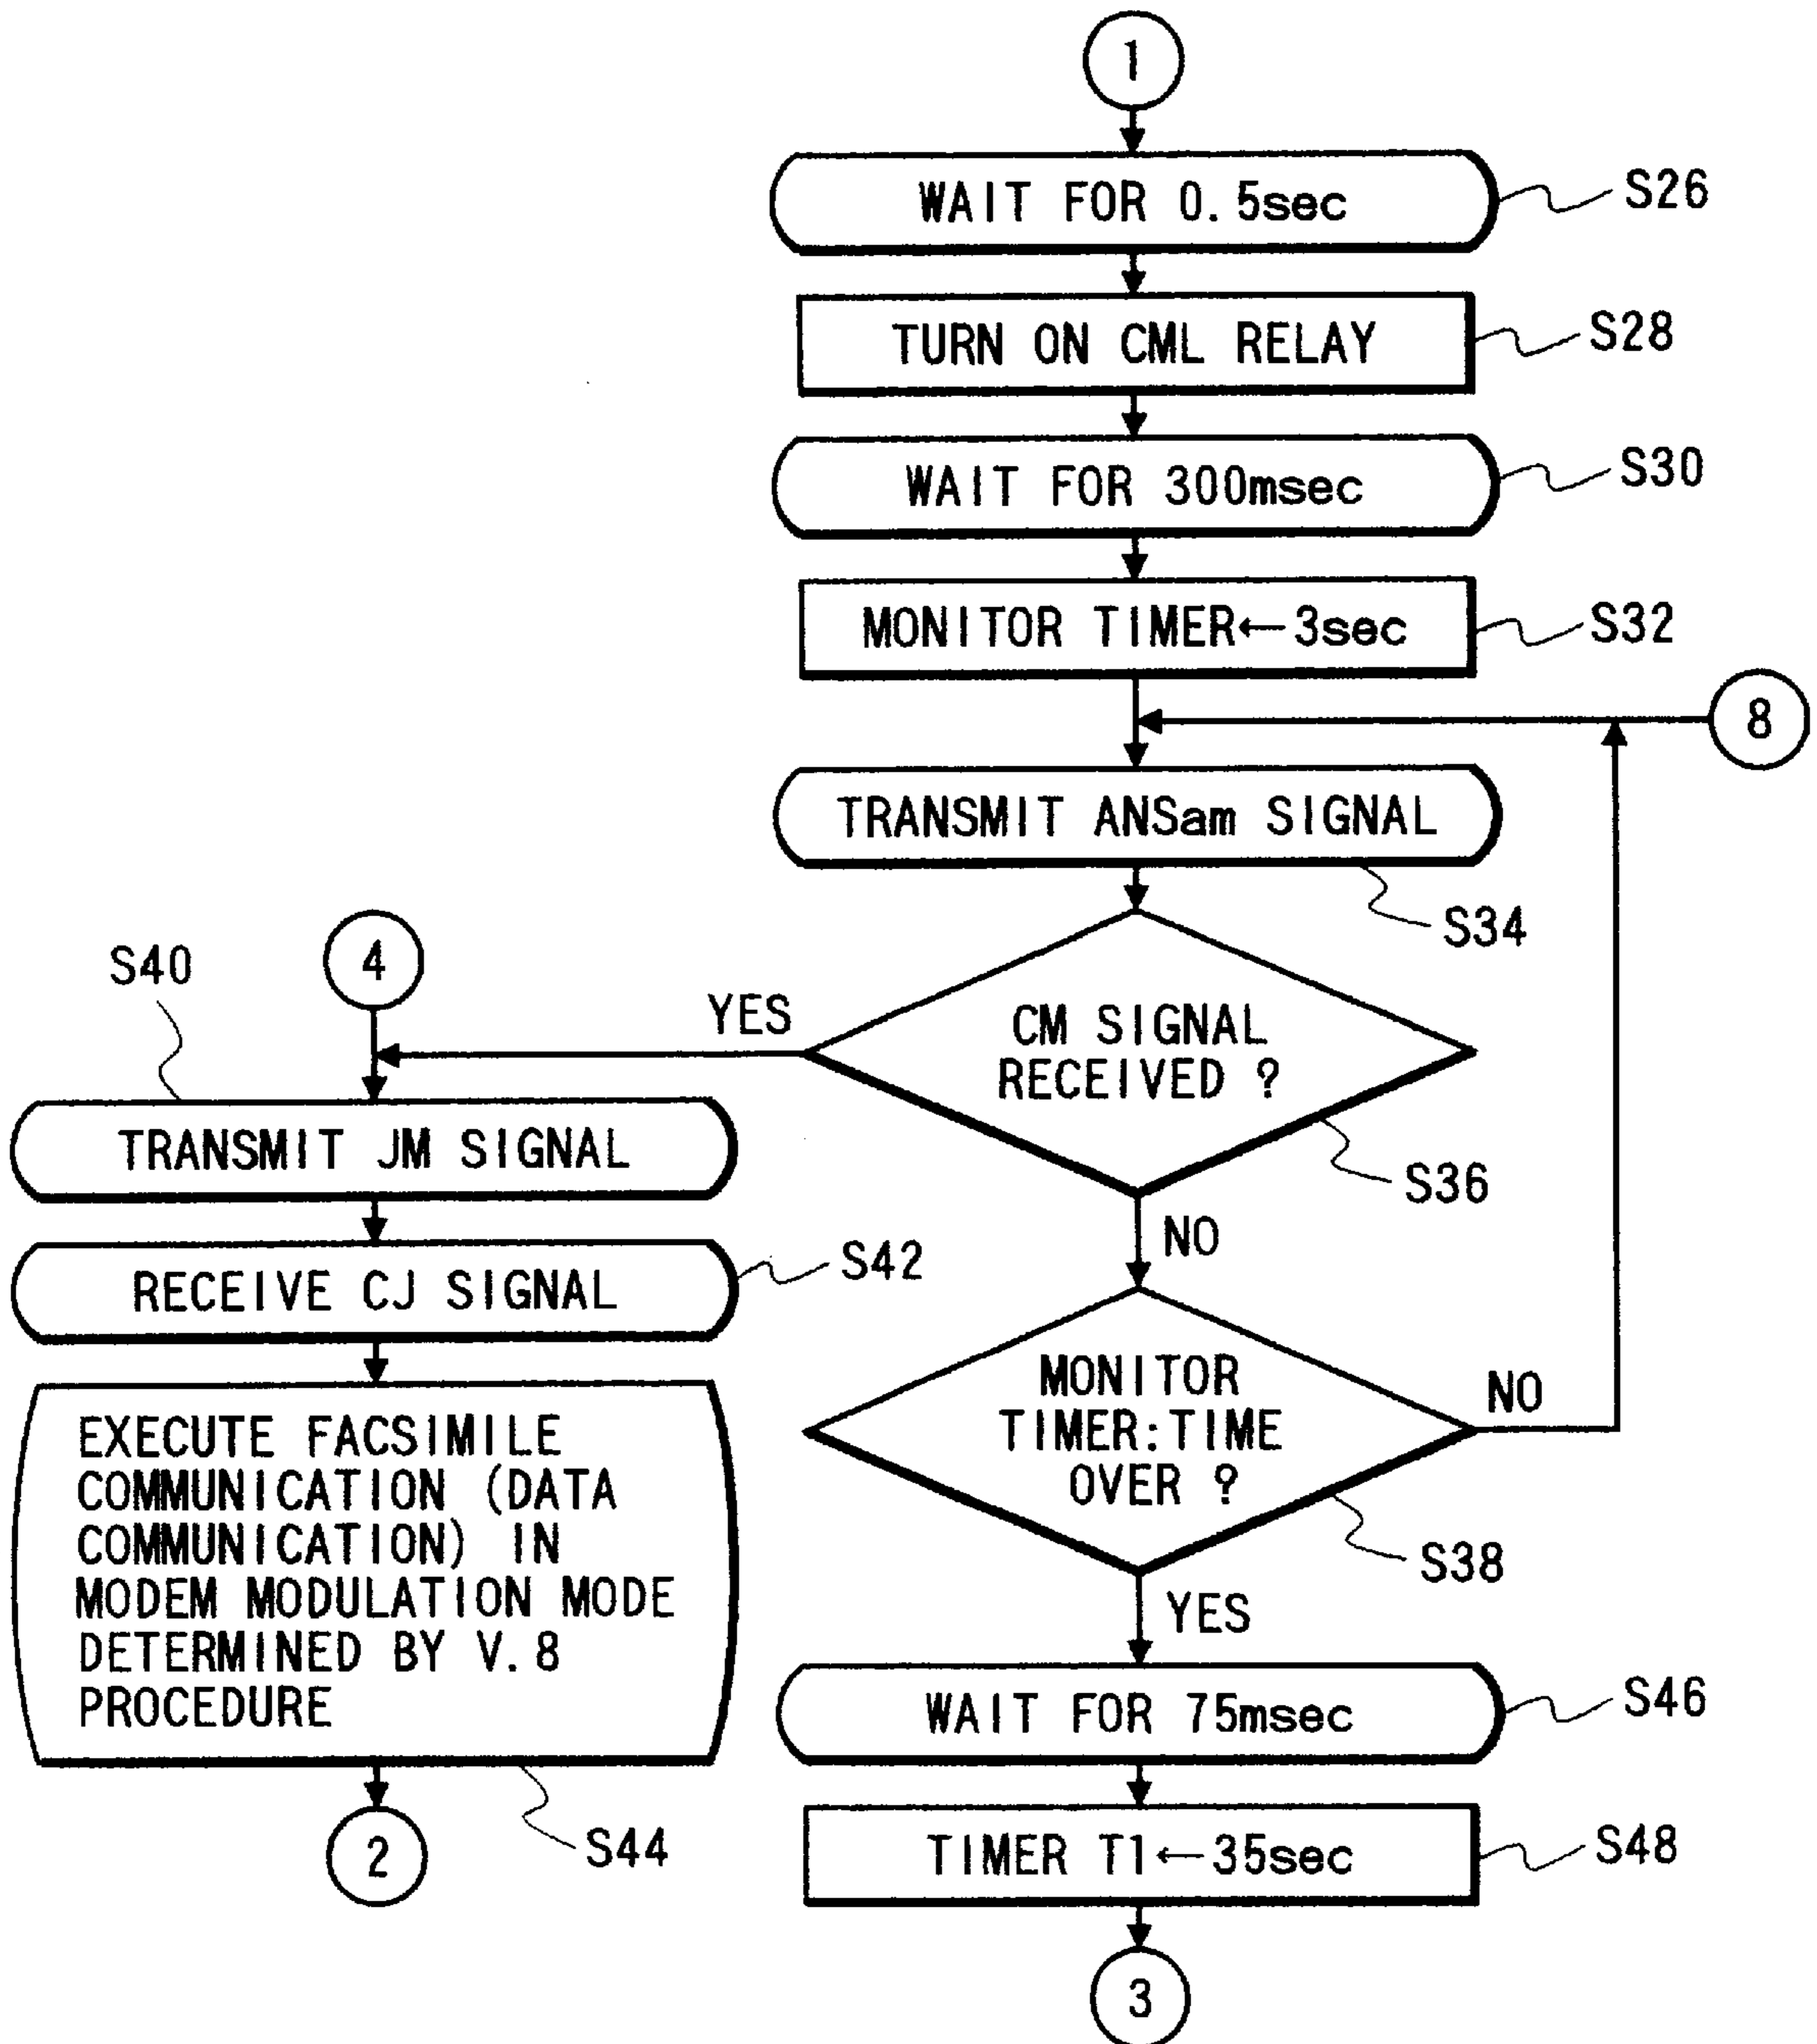 1
WAIT FOR 0.5sec
S26
TURN ON CML RELAY
S28
WAIT FOR 300msec
S30
MONITOR TIMER←3sec
S32
8
TRANSMIT ANSam SIGNAL
S34
CM SIGNAL
RECEIVED ?
S36
YES
NO
4
S40
TRANSMIT JM SIGNAL
RECEIVE CJ SIGNAL
S42
EXECUTE FACSIMILE
COMMUNICATION (DATA
COMMUNICATION) IN
MODEM MODULATION MODE
DETERMINED BY V.8
PROCEDURE
S44
2
MONITOR
TIMER:TIME
OVER ?
NO
S38
YES
WAIT FOR 75msec
S46
TIMER T1←35sec
S48
3